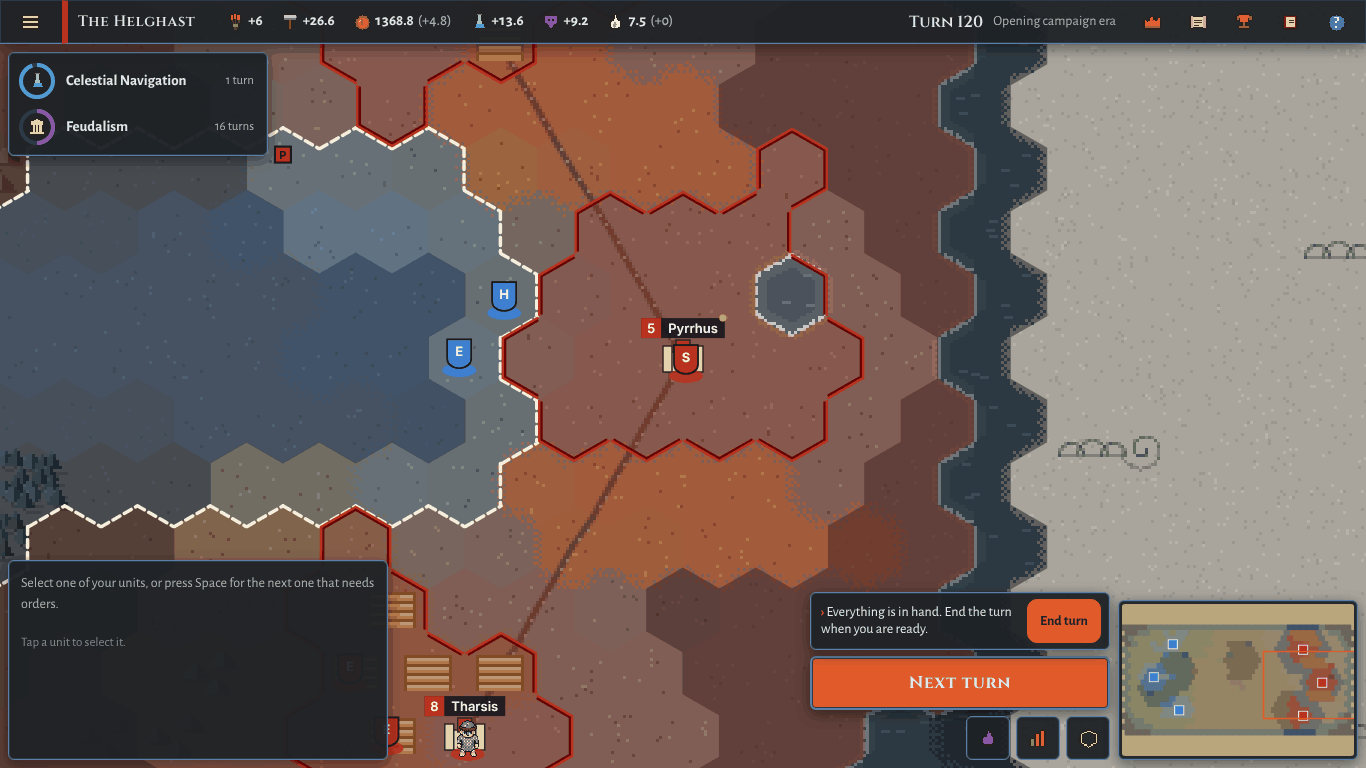 The Helghast
+6
+26.6
1368.8 (+4.8)
+13.6
+9.2
7.5 (+0)
Turn 120
Opening campaign era
Celestial Navigation
1 turn
Feudalism
16 turns
P
H
E
5 Pyrrhus
S
Select one of your units, or press Space for the next one that needs
orders.
Tap a unit to select it.
› Everything is in hand. End the turn
when you are ready.
End turn
Next turn
E
8 Tharsis
E